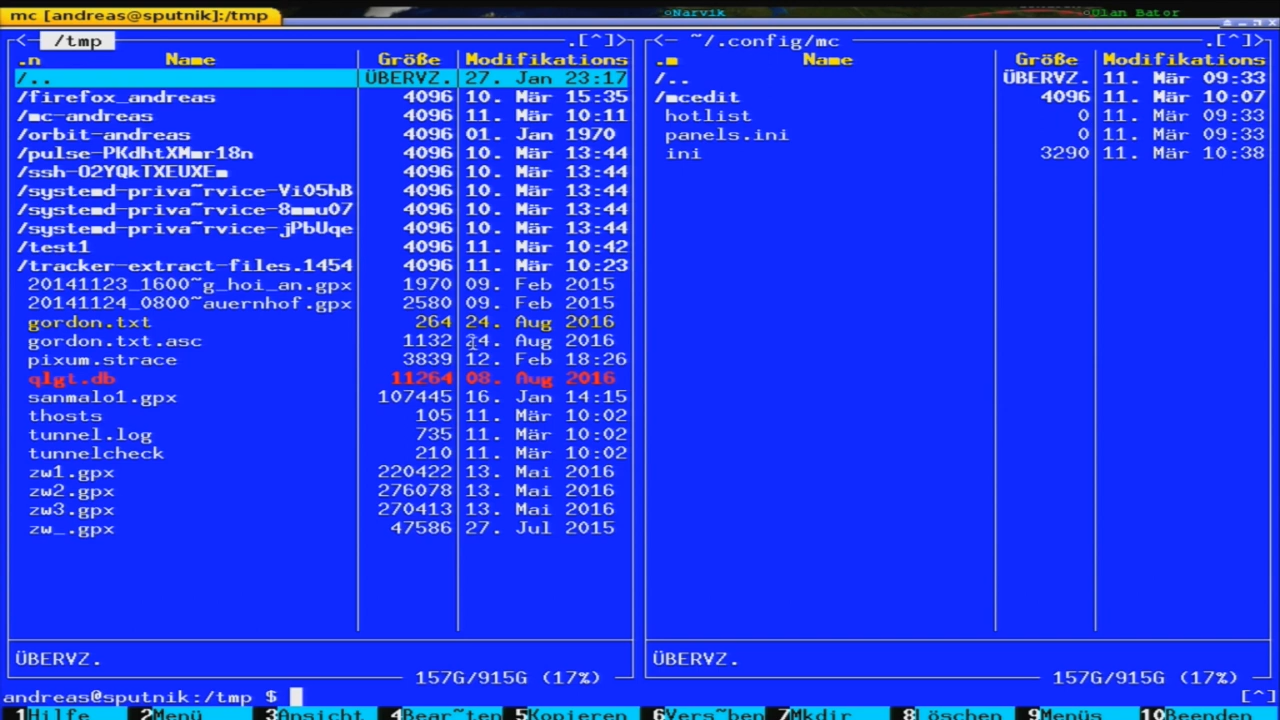 Narvik Ulan Bator
mc [andreas@sputnik]:/tmp
<─ /tmp .[^]>
.n Name Größe Modifikations
/.. ÜBERVZ. 27. Jan 23:17
/firefox_andreas 4096 10. Mär 15:35
/mc-andreas 4096 11. Mär 10:11
/orbit-andreas 4096 01. Jan 1970
/pulse-PKdhtXMmr18n 4096 10. Mär 13:44
/ssh-O2YQkTXEUXEm 4096 10. Mär 13:44
/systemd-priva~rvice-Vi05hB 4096 10. Mär 13:44
/systemd-priva~rvice-8mmu07 4096 10. Mär 13:44
/systemd-priva~rvice-jPbUqe 4096 10. Mär 13:44
/test1 4096 11. Mär 10:42
/tracker-extract-files.1454 4096 11. Mär 10:23
20141123_1600~g_hoi_an.gpx 1970 09. Feb 2015
20141124_0800~auernhof.gpx 2580 09. Feb 2015
gordon.txt 264 24. Aug 2016
gordon.txt.asc 1132 24. Aug 2016
pixum.strace 3839 12. Feb 18:26
qlgt.db 11264 08. Aug 2016
sanmalo1.gpx 107445 16. Jan 14:15
thosts 105 11. Mär 10:02
tunnel.log 735 11. Mär 10:02
tunnelcheck 210 11. Mär 10:02
zw1.gpx 220422 13. Mai 2016
zw2.gpx 276078 13. Mai 2016
zw3.gpx 270413 13. Mai 2016
zw_.gpx 47586 27. Jul 2015
ÜBERVZ.
157G/915G (17%)
<─ ~/.config/mc .[^]>
.m Name Größe Modifikations
/.. ÜBERVZ. 11. Mär 09:33
/mcedit 4096 11. Mär 10:07
hotlist 0 11. Mär 09:33
panels.ini 0 11. Mär 09:33
ini 3290 11. Mär 10:38
ÜBERVZ.
157G/915G (17%)
andreas@sputnik:/tmp $ [^]
1Hilfe 2Menü 3Ansicht 4Bear~ten 5Kopieren 6Vers~ben 7Mkdir 8Löschen 9Menüs 10Beenden